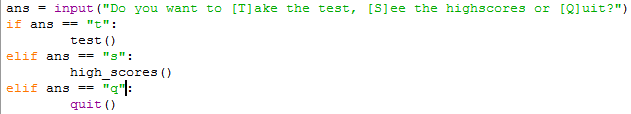 ans = input("Do you want to [T]ake the test, [S]ee the highscores or [Q]uit?")
if ans == "t":
        test()
elif ans == "s":
        high_scores()
elif ans == "q":
        quit()